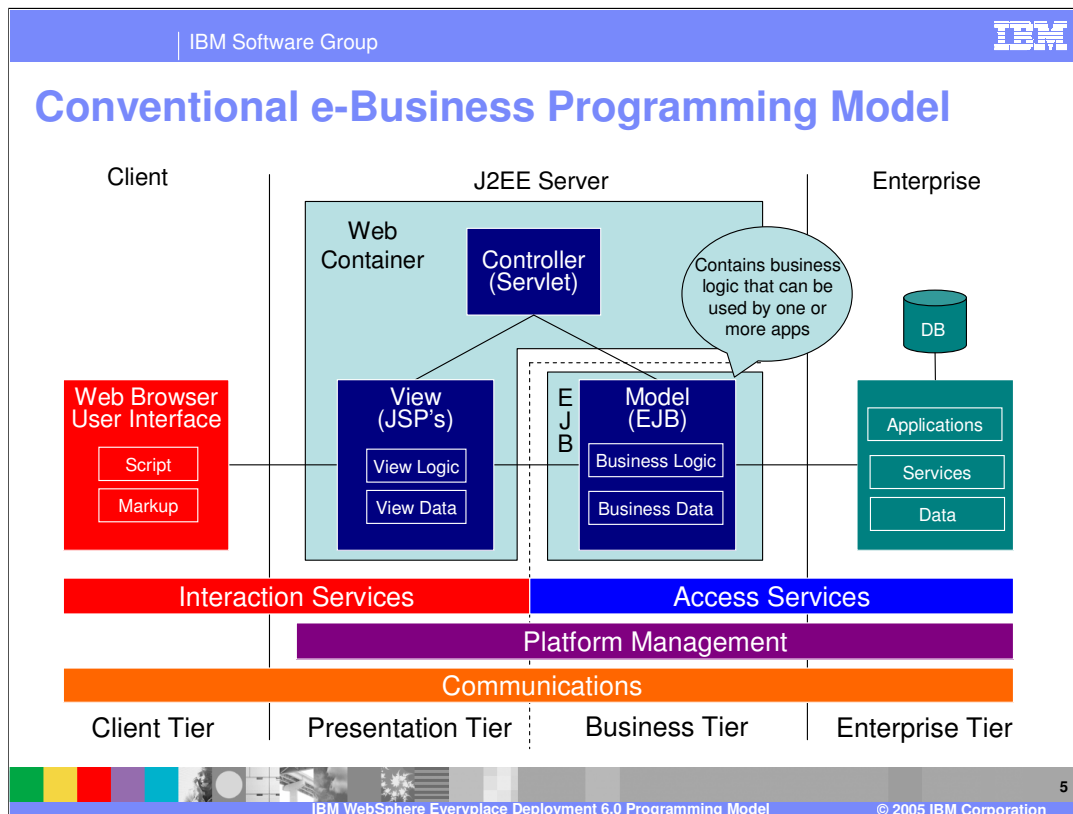 IBM Software Group
IBM
Conventional e-Business Programming Model
Client
J2EE Server
Enterprise
Web
Container
Controller
(Servlet)
Contains business
logic that can be
used by one or
more apps
DB
Web Browser
User Interface
Script
Markup
View
(JSP's)
View Logic
View Data
E
J
B
Model
(EJB)
Business Logic
Business Data
Applications
Services
Data
Interaction Services
Access Services
Platform Management
Communications
Client Tier
Presentation Tier
Business Tier
Enterprise Tier
5
IBM WebSphere Everyplace Deployment 6.0 Programming Model
© 2005 IBM Corporation